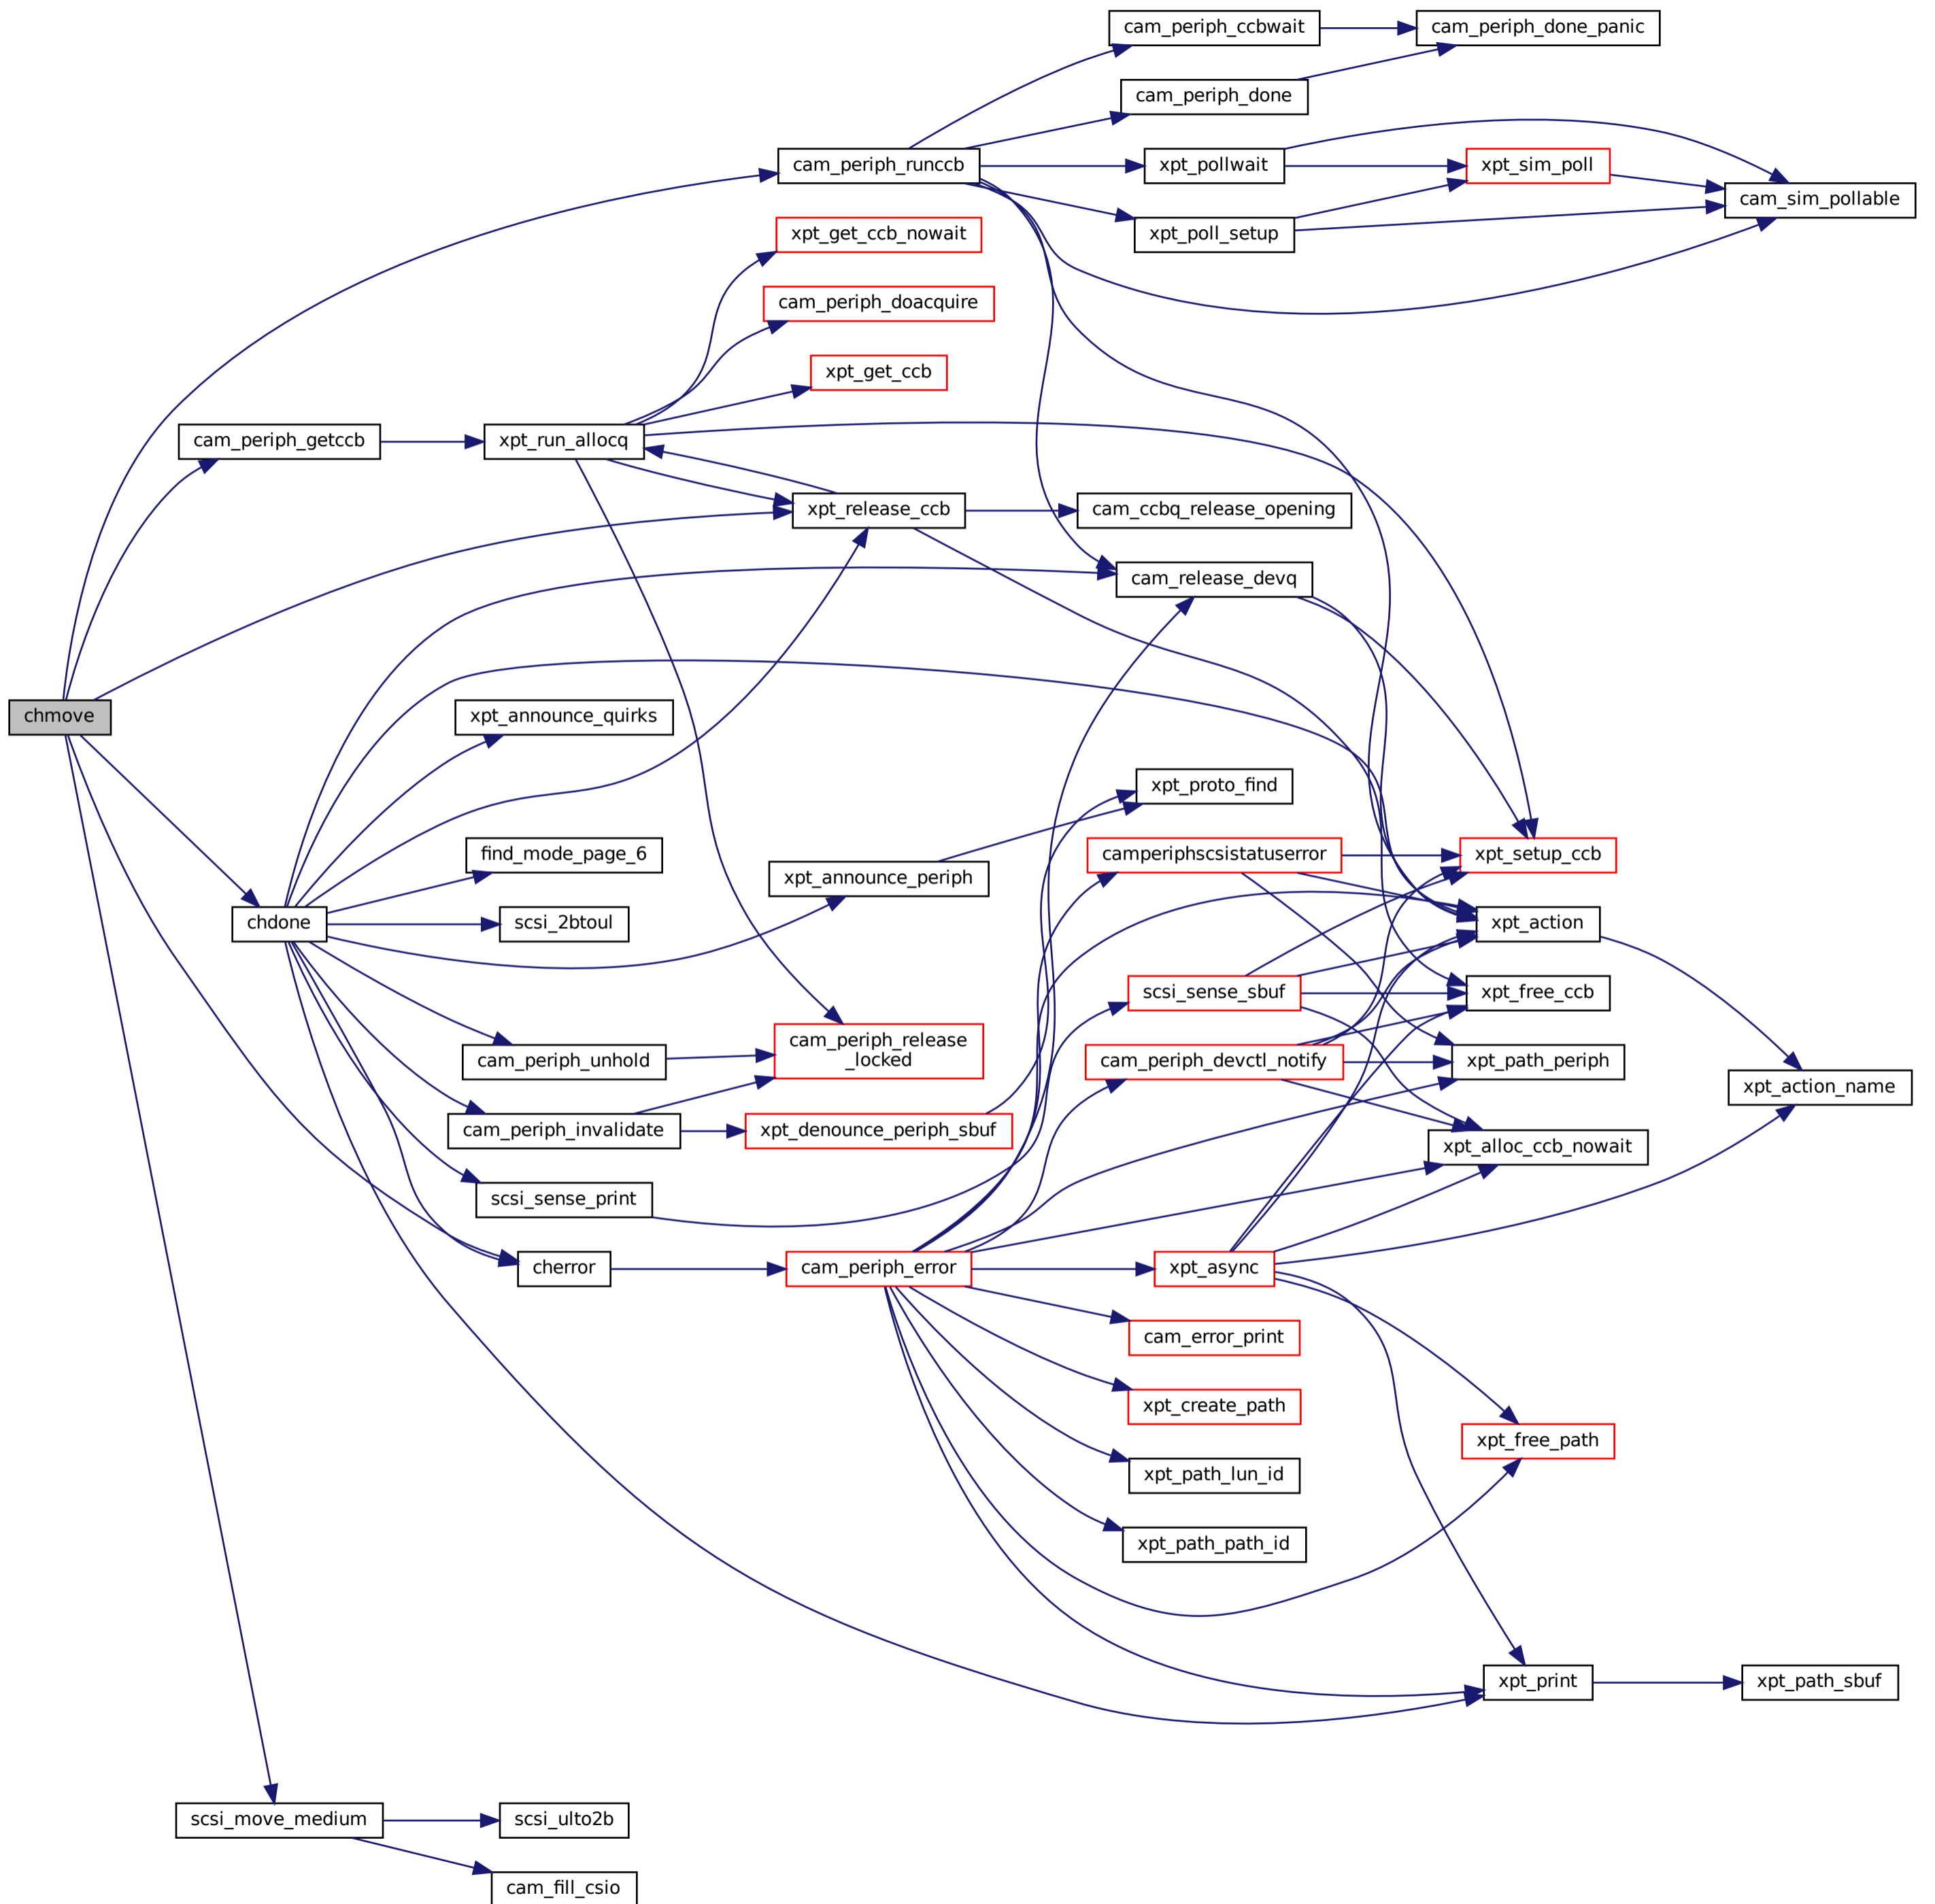 cam_periph_ccbwait
cam_periph_done_panic
cam_periph_done
cam_periph_runccb
xpt_pollwait
xpt_sim_poll
cam_sim_pollable
xpt_poll_setup
xpt_get_ccb_nowait
cam_periph_doacquire
xpt_get_ccb
cam_periph_getccb
xpt_run_allocq
xpt_release_ccb
cam_ccbq_release_opening
cam_release_devq
chmove
xpt_announce_quirks
xpt_proto_find
find_mode_page_6
camperiphscsistatuserror
xpt_setup_ccb
xpt_announce_periph
chdone
scsi_2btoul
xpt_action
scsi_sense_sbuf
xpt_free_ccb
cam_periph_release
_locked
cam_periph_unhold
cam_periph_devctl_notify
xpt_path_periph
xpt_action_name
cam_periph_invalidate
xpt_denounce_periph_sbuf
xpt_alloc_ccb_nowait
scsi_sense_print
cherror
cam_periph_error
xpt_async
cam_error_print
xpt_create_path
xpt_free_path
xpt_path_lun_id
xpt_path_path_id
xpt_print
xpt_path_sbuf
scsi_move_medium
scsi_ulto2b
cam_fill_csio